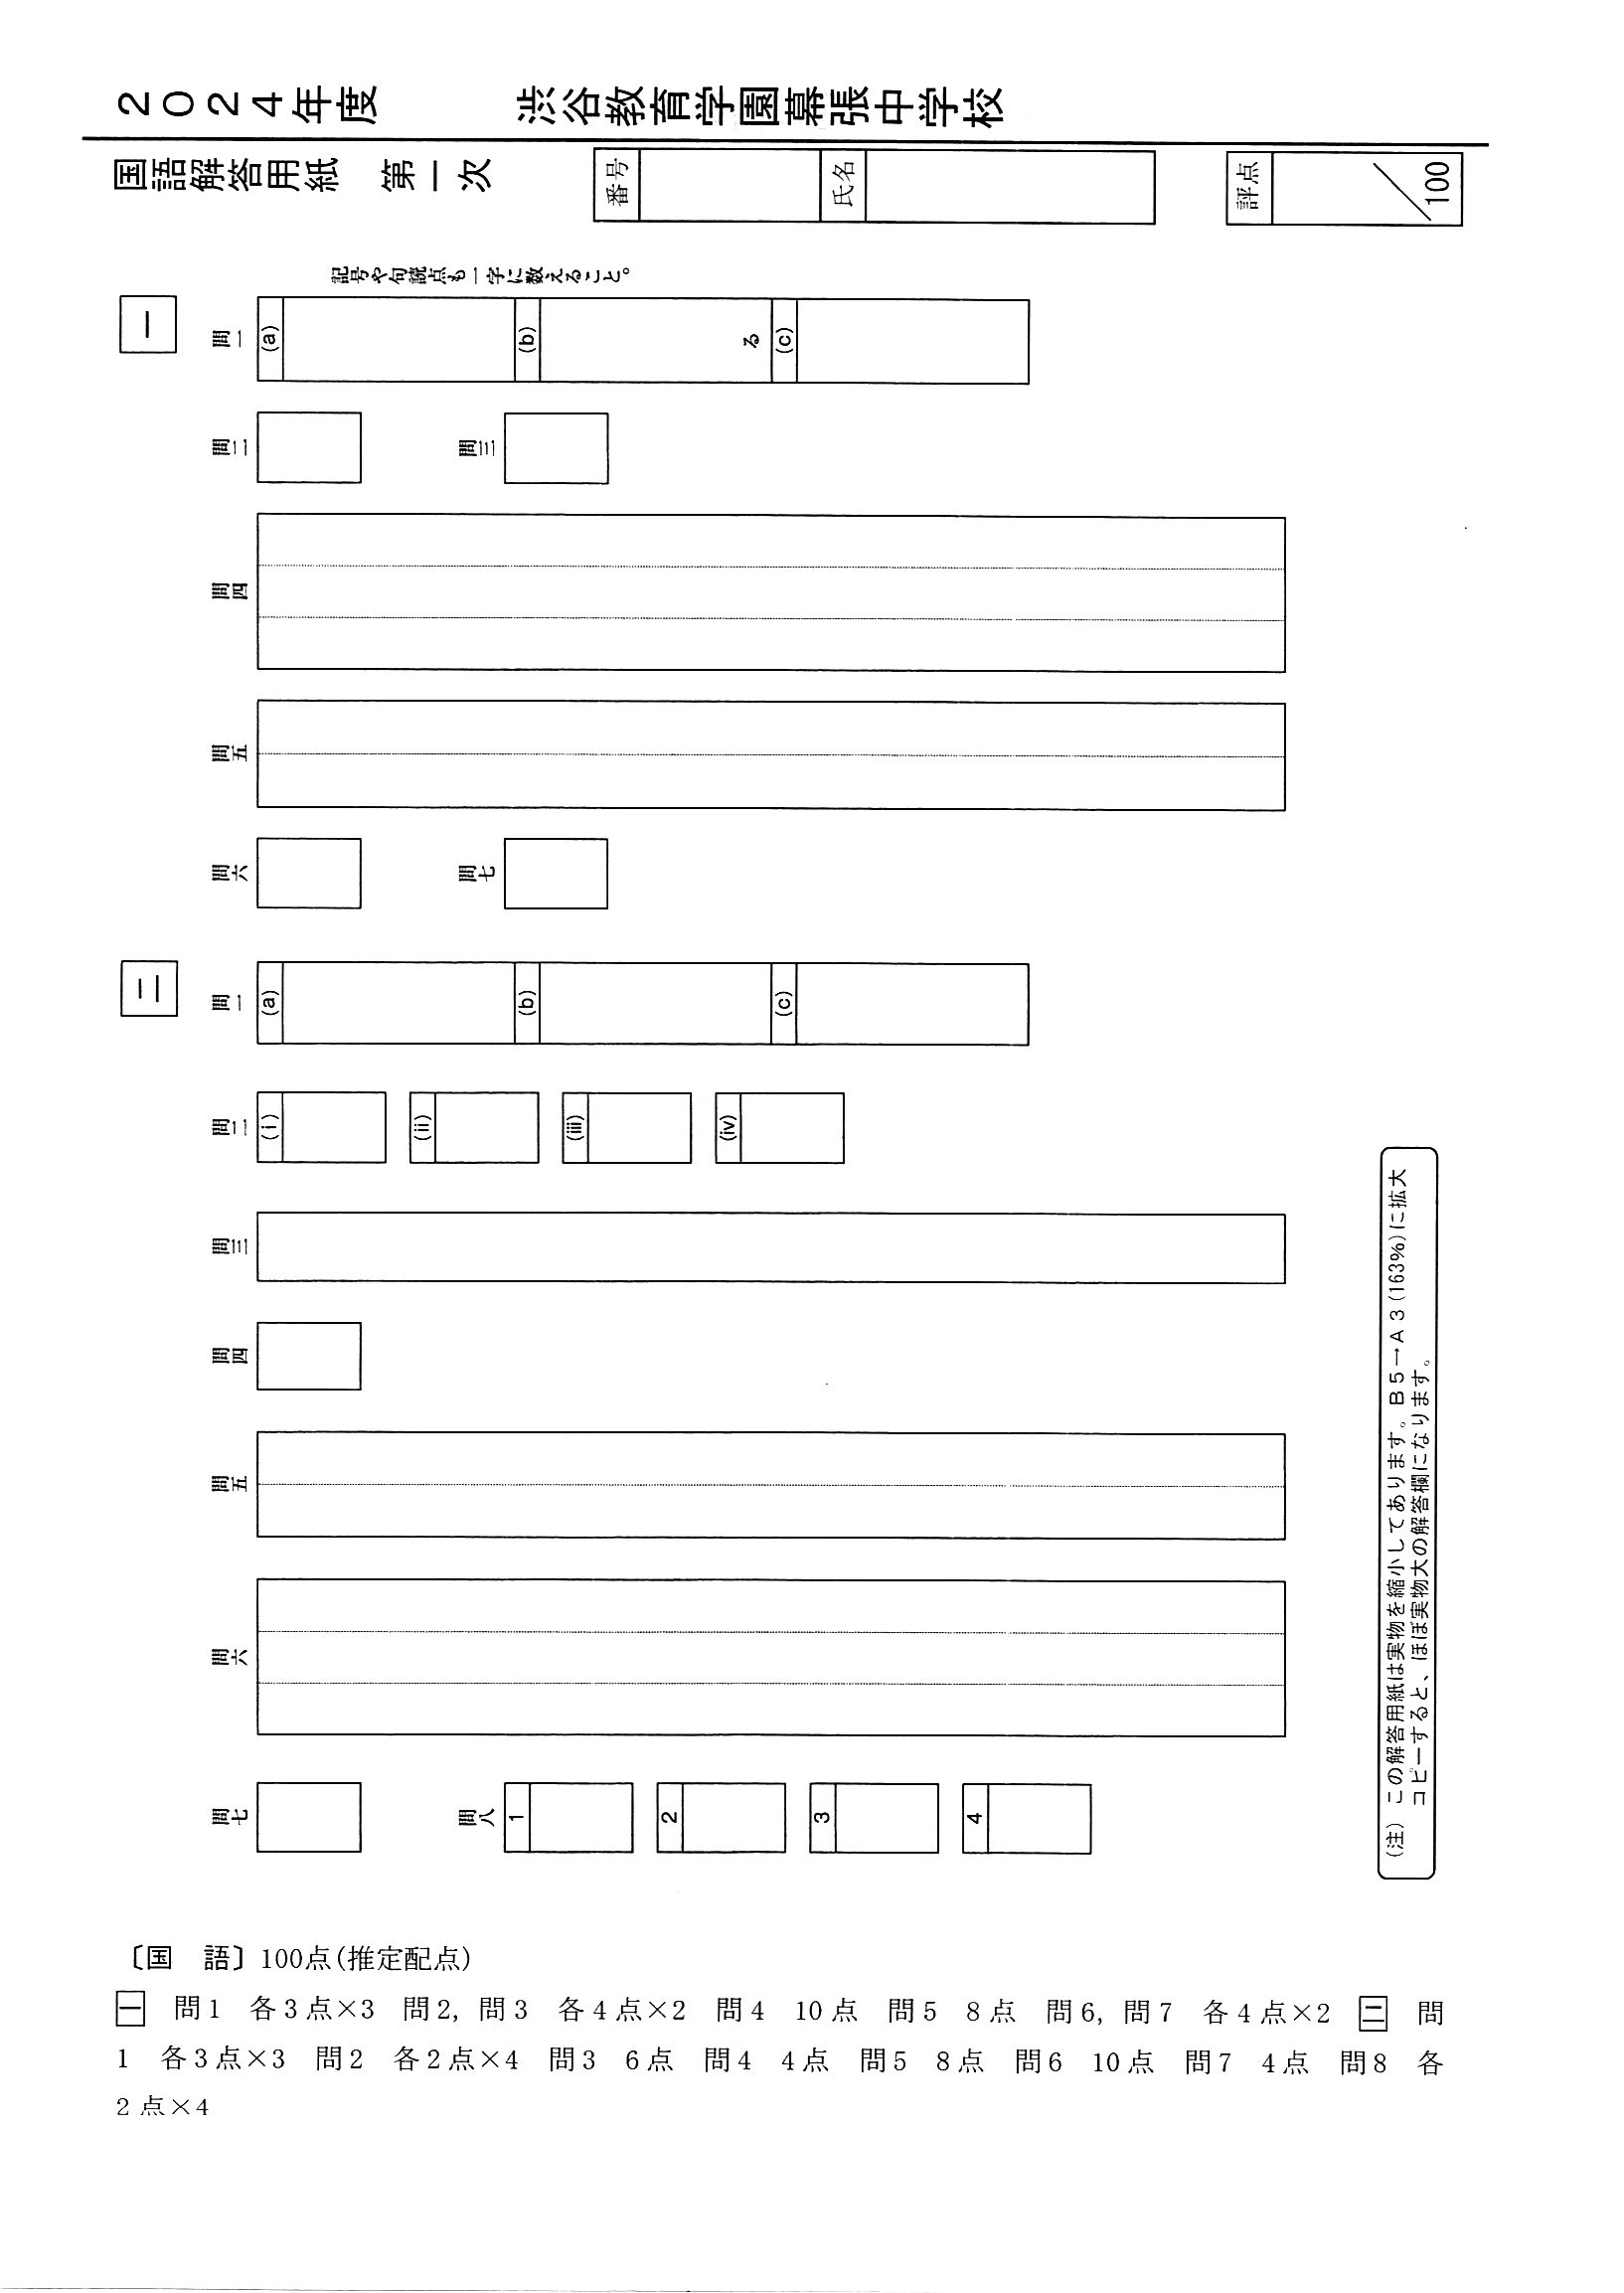 ２０２４年度　渋谷教育学園幕張中学校
国語解答用紙　第一次
番号
氏名
評点
／100
記号や句読点も一字に数えること。
一
問一 (a) (b) る (c)
問二 問三
問四
問五
問六 問七
二
問一 (a) (b) (c)
問二 (i) (ii) (iii) (iv)
問三
問四
問五
問六
問七 問八 1 2 3 4
（注）この解答用紙は実物を縮小してあります。Ｂ５→Ａ３(163%)に拡大
コピーすると、ほぼ実物大の解答欄になります。
〔国　語〕100点(推定配点)
一　問1　各3点×3　問2, 問3　各4点×2　問4　10点　問5　8点　問6, 問7　各4点×2　二　問
1　各3点×3　問2　各2点×4　問3　6点　問4　4点　問5　8点　問6　10点　問7　4点　問8　各
2点×4